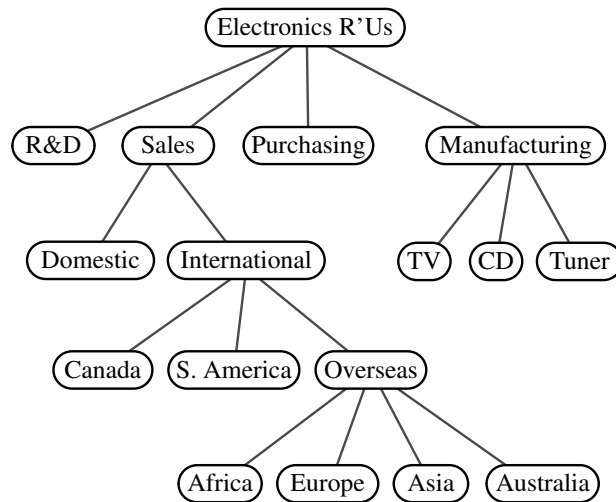 Electronics R’Us
R&D Sales Purchasing Manufacturing
Domestic International TV CD Tuner
Canada S. America Overseas
Africa Europe Asia Australia